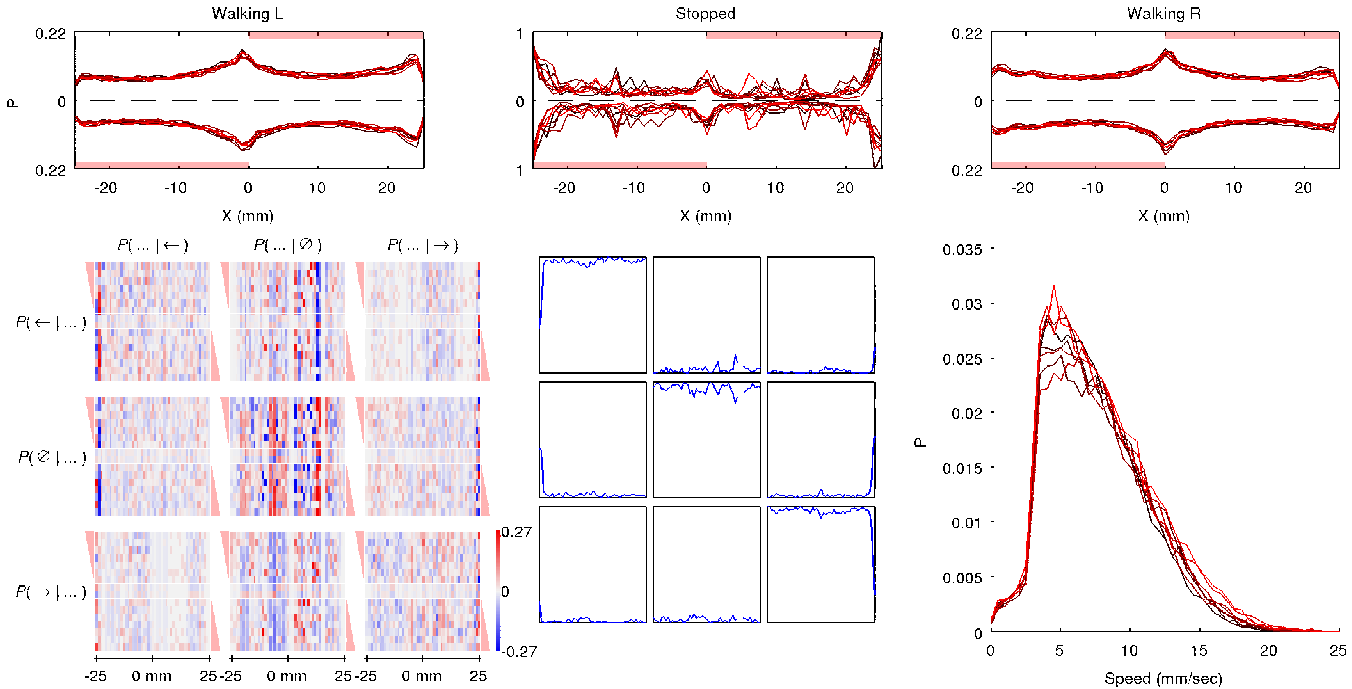 Walking L
Stopped
Walking R
0.22
0
0.22
P
-20
-10
0
10
20
X (mm)
1
0
1
-20
-10
0
10
20
X (mm)
0.22
0
0.22
-20
-10
0
10
20
X (mm)
P( ... | ← )
P( ... | ∅ )
P( ... | → )
P( ← | ... )
P( ∅ | ... )
P( → | ... )
0.27
0
-0.27
-25
0 mm
25
-25
0 mm
25
-25
0 mm
25
0.035
0.03
0.025
0.02
0.015
0.01
0.005
0
P
0
5
10
15
20
25
Speed (mm/sec)